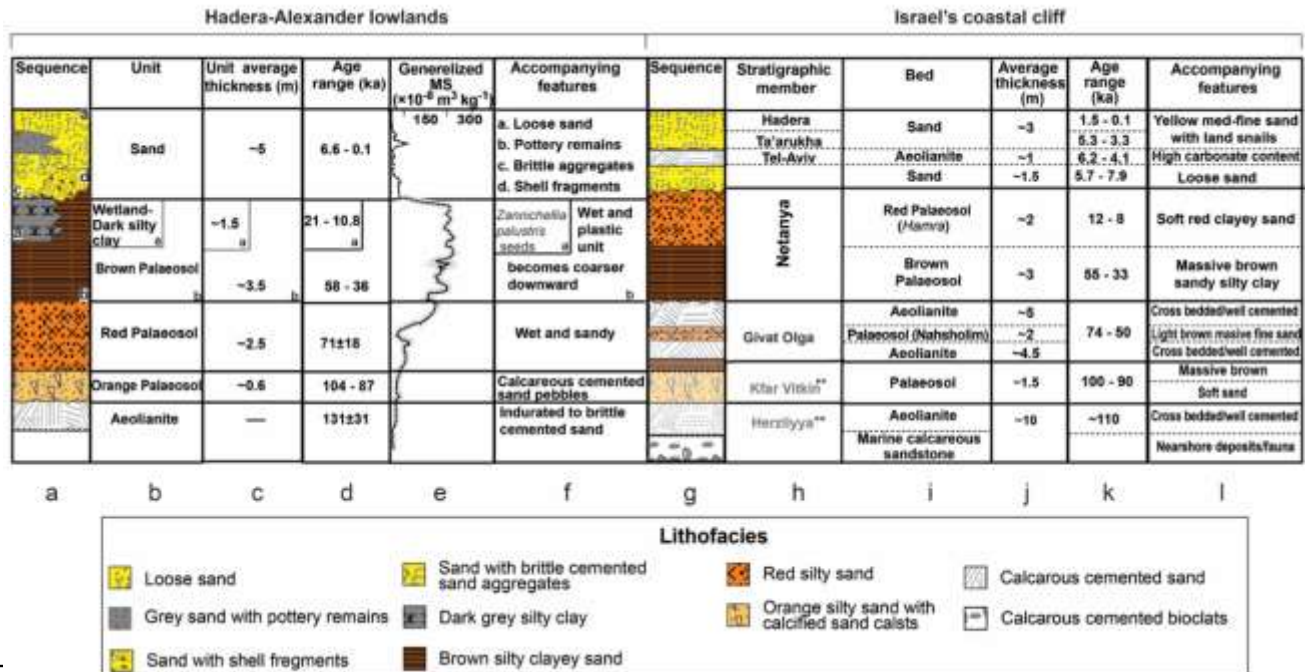 Hadera-Alexander lowlands
Israel's coastal cliff
Sequence
Unit
Unit average
thickness (m)
Age
range (ka)
Generelized
MS
(×10⁻⁸ m³ kg⁻¹)
150 300
Accompanying
features
Sequence
Stratigraphic
member
Bed
Average
thickness
(m)
Age
range
(ka)
Accompanying
features
Sand
~5
6.6 - 0.1
a. Loose sand
b. Pottery remains
c. Brittle aggregates
d. Shell fragments
Wetland-
Dark silty
clay
a
~1.5
a
21 - 10.8
a
Zannichellia
palustris
seeds
a
Wet and
plastic
unit
Brown Palaeosol
b
~3.5
b
58 - 36
becomes coarser
downward
b
Red Palaeosol
~2.5
71±18
Wet and sandy
Orange Palaeosol
~0.6
104 - 87
Calcareous cemented
sand pebbles
Aeolianite
—
131±31
Indurated to brittle
cemented sand
Hadera
Ta'arukha
Tel-Aviv
Sand
~3
1.5 - 0.1
5.3 - 3.3
Yellow med-fine sand
with land snails
Aeolianite
~1
6.2 - 4.1
High carbonate content
Sand
~1.5
5.7 - 7.9
Loose sand
Netanya
Red Palaeosol
(Hamra)
~2
12 - 8
Soft red clayey sand
Brown
Palaeosol
~3
55 - 33
Massive brown
sandy silty clay
Givat Olga
Aeolianite
~5
74 - 50
Cross bedded/well cemented
Palaeosol (Nahsholim)
~2
Light brown massive fine sand
Aeolianite
~4.5
Cross bedded/well cemented
Kfar Vitkin**
Palaeosol
~1.5
100 - 90
Massive brown
Soft sand
Herzliyya**
Aeolianite
~10
~110
Cross bedded/well cemented
Marine calcareous
sandstone
Nearshore deposits/fauna
a b c d e f g h i j k l
Lithofacies
Loose sand
Sand with brittle cemented
sand aggregates
Red silty sand
Calcarous cemented sand
Grey sand with pottery remains
Dark grey silty clay
Orange silty sand with
calcified sand calsts
Calcarous cemented bioclats
Sand with shell fregments
Brown silty clayey sand